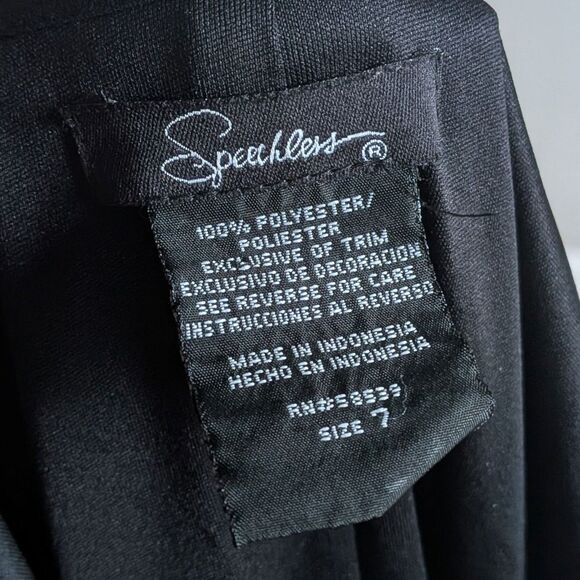 Speechless ®
100% POLYESTER/
POLIESTER
EXCLUSIVE OF TRIM
EXCLUSIVO DE DECORACION
SEE REVERSE FOR CARE
INSTRUCCIONES AL REVERSO
MADE IN INDONESIA
HECHO EN INDONESIA
RN#58539
SIZE 7